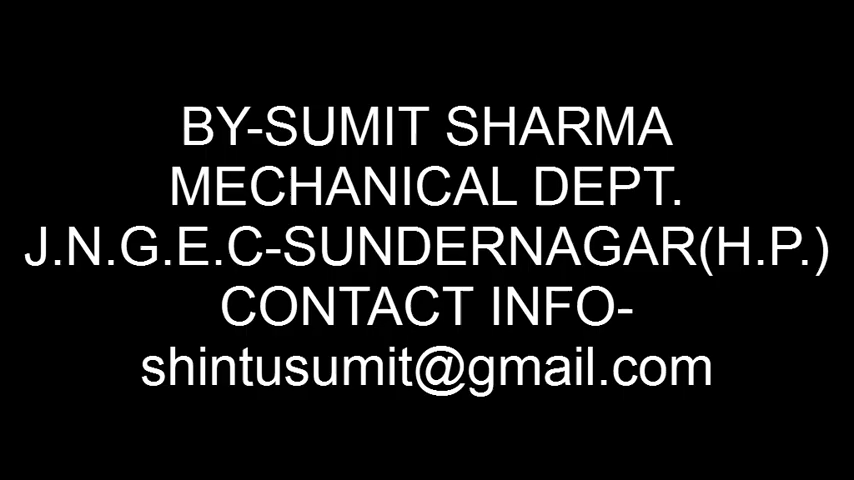 BY-SUMIT SHARMA
MECHANICAL DEPT.
J.N.G.E.C-SUNDERNAGAR(H.P.)
CONTACT INFO-
shintusumit@gmail.com